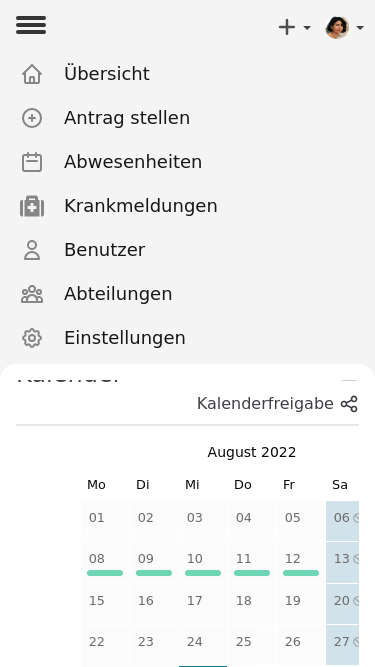 Übersicht
Antrag stellen
Abwesenheiten
Krankmeldungen
Benutzer
Abteilungen
Einstellungen
Kalenderfreigabe
August 2022
Mo Di Mi Do Fr Sa
01 02 03 04 05 06
08 09 10 11 12 13
15 16 17 18 19 20
22 23 24 25 26 27